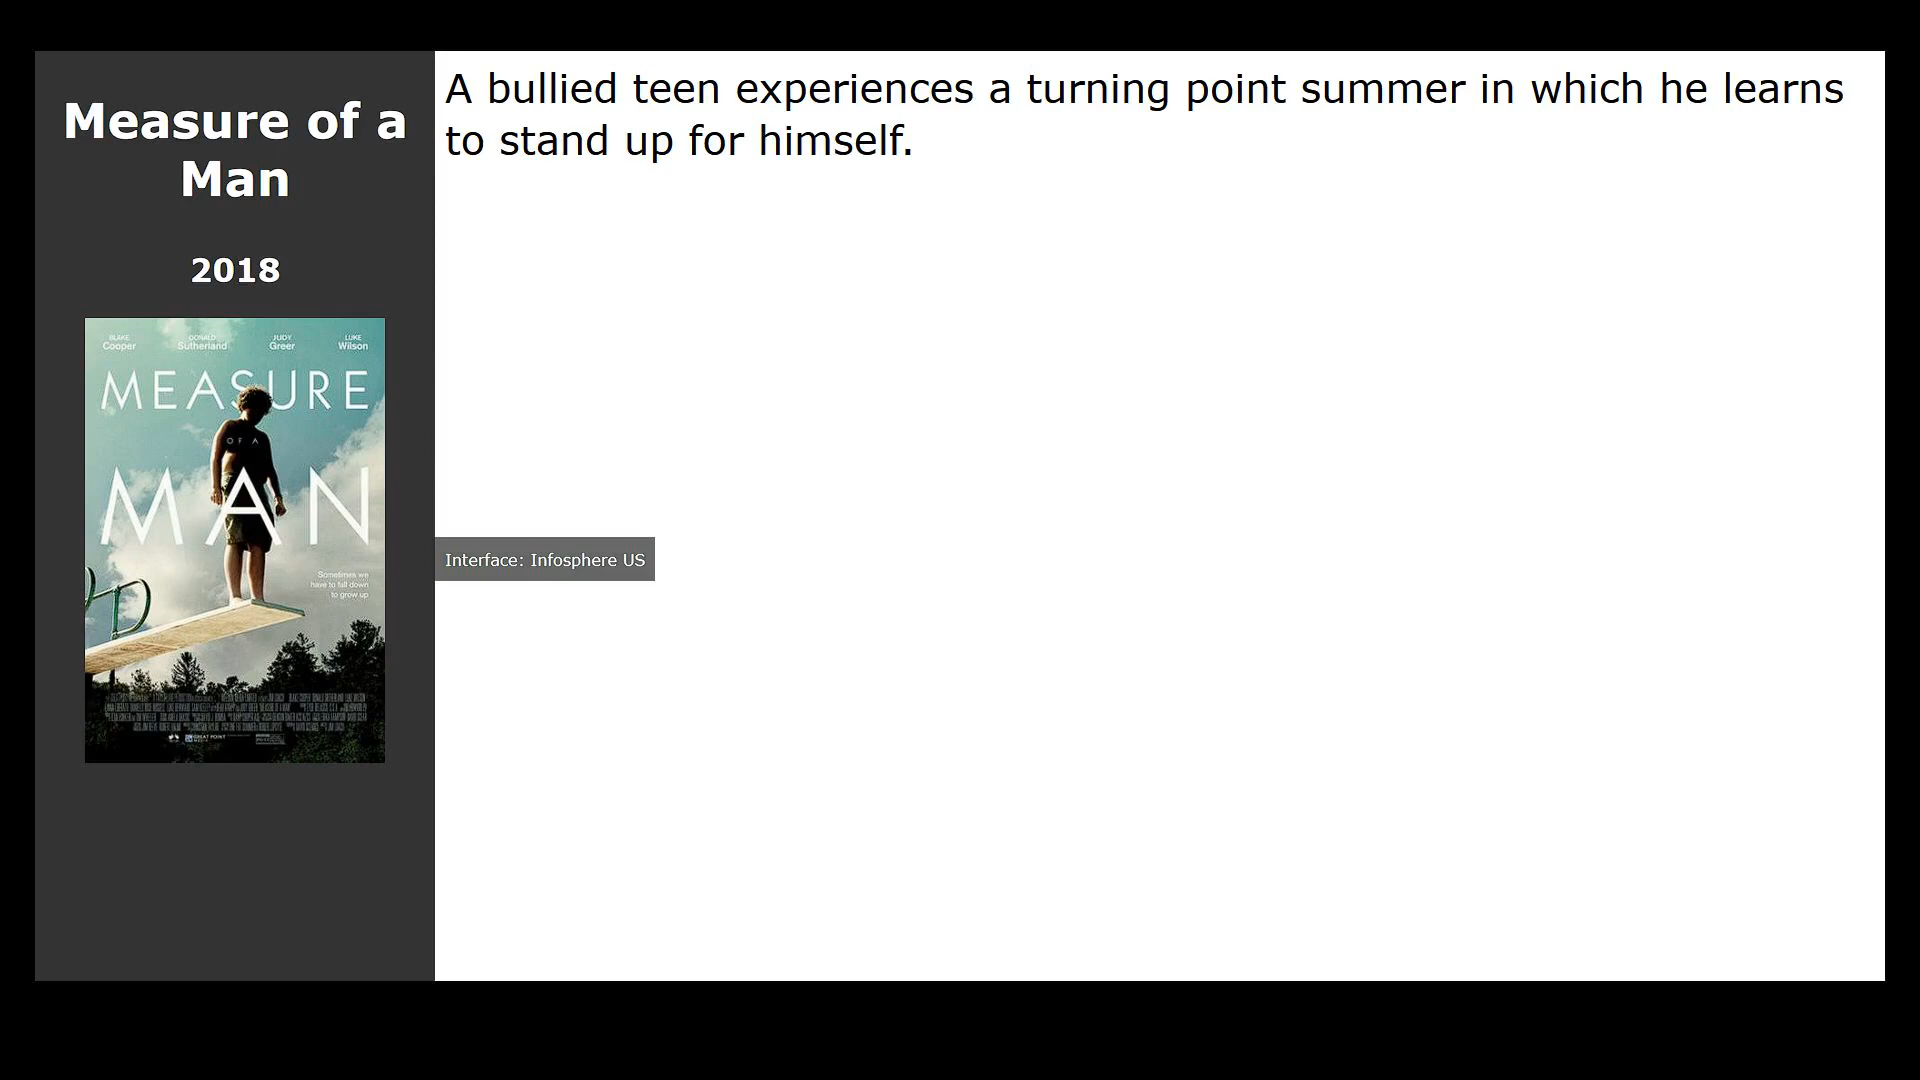 Measure of a
Man
2018
BLAKE
Cooper
DONALD
Sutherland
JUDY
Greer
LUKE
Wilson
MEASURE
OF A
MAN
Sometimes we
have to fall down
to grow up
GREAT POINT
A bullied teen experiences a turning point summer in which he learns
to stand up for himself.
Interface: Infosphere US